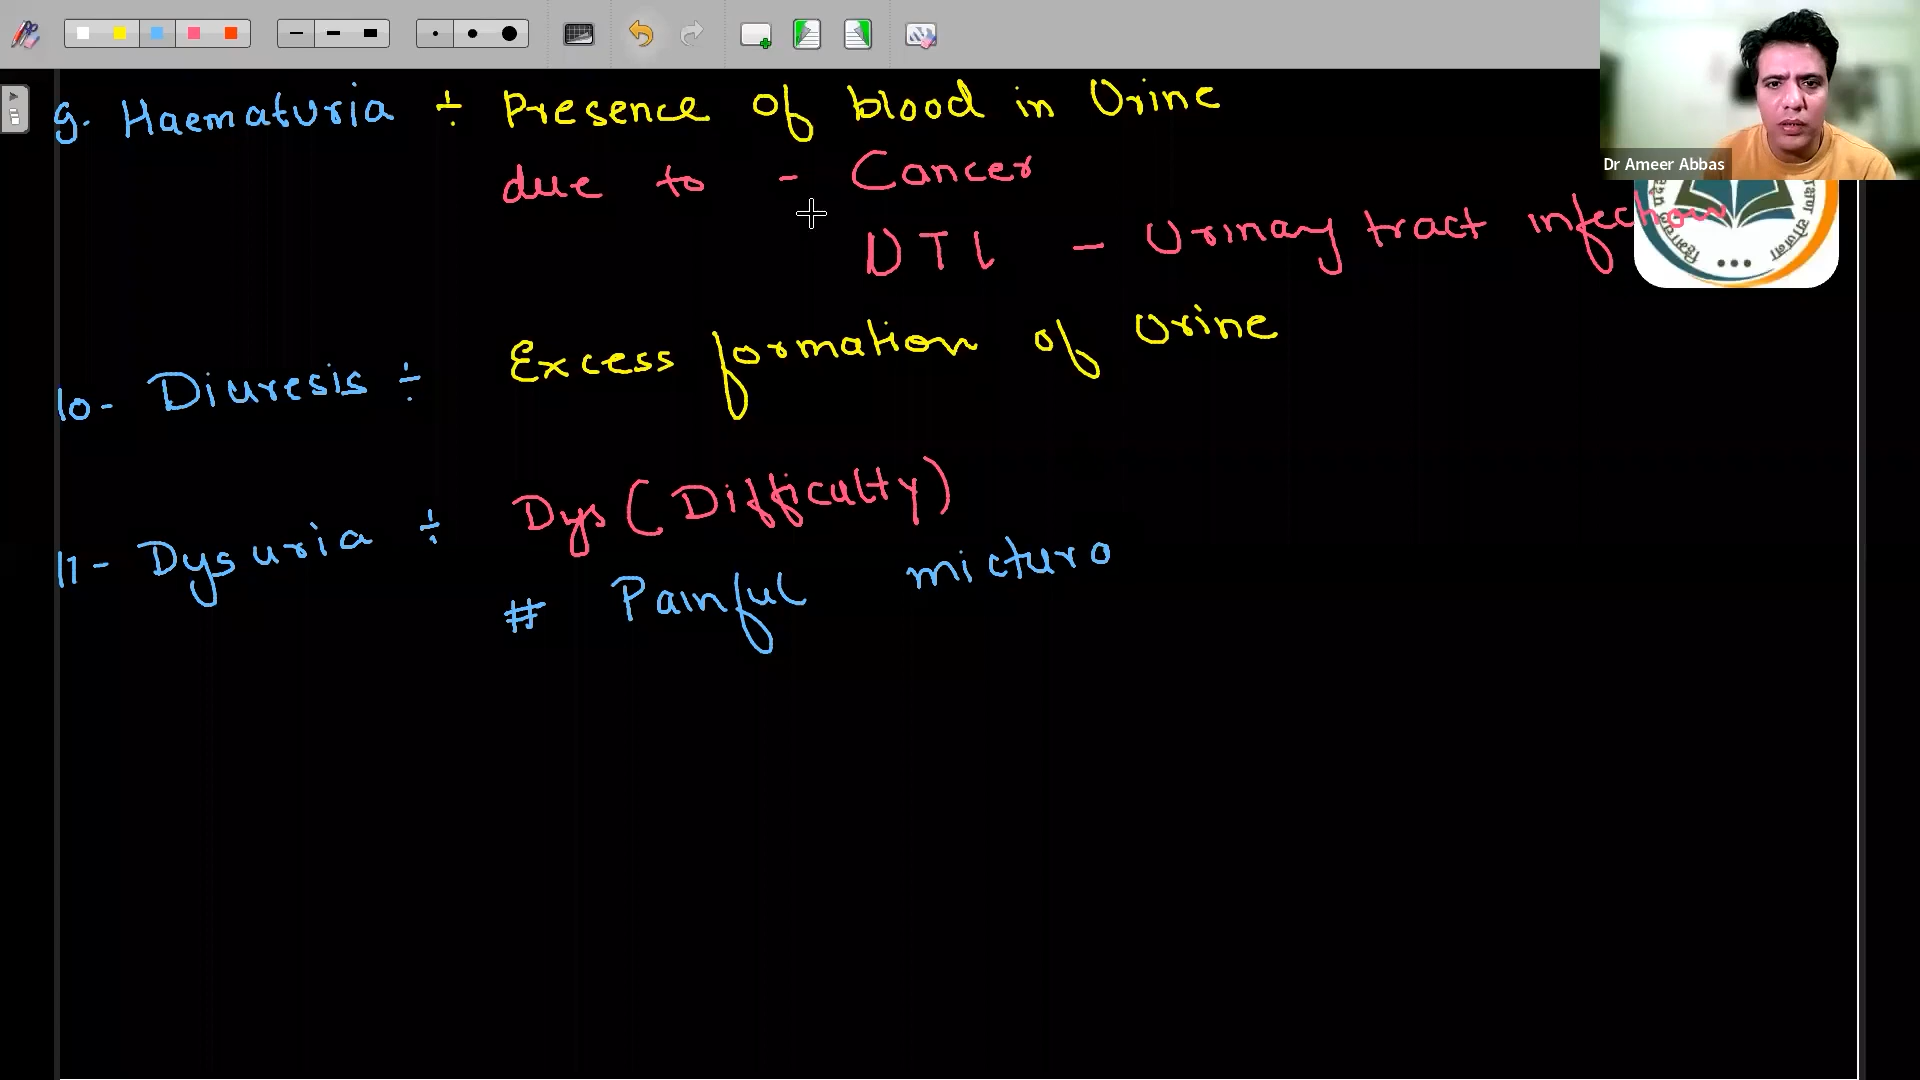 9. Haematuria ÷ Presence of blood in Urine
due to - Cancer
UTI - Urinary tract infection
10- Diuresis ÷ Excess formation of Urine
11- Dysuria ÷ Dys (Difficulty)
# Painful micturo
Dr Ameer Abbas